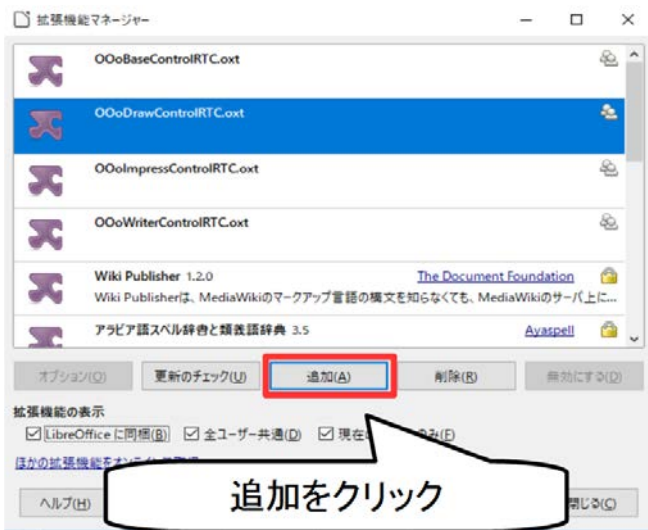 拡張機能マネージャー
OOoBaseControlRTC.oxt
OOoDrawControlRTC.oxt
OOoImpressControlRTC.oxt
OOoWriterControlRTC.oxt
Wiki Publisher 1.2.0 The Document Foundation
Wiki Publisherは、MediaWikiのマークアップ言語の構文を知らなくても、MediaWikiのサーバ上に...
アラビア語スペル辞書と類義語辞典 3.5 Ayaspell
オプション(O) 更新のチェック(U) 追加(A) 削除(R) 無効にする(D)
拡張機能の表示
LibreOffice に同梱(B) 全ユーザー共通(D) 現在の のみ(E)
ほかの拡張機能をオンライン
ヘルプ(H) 追加をクリック 閉じる(C)